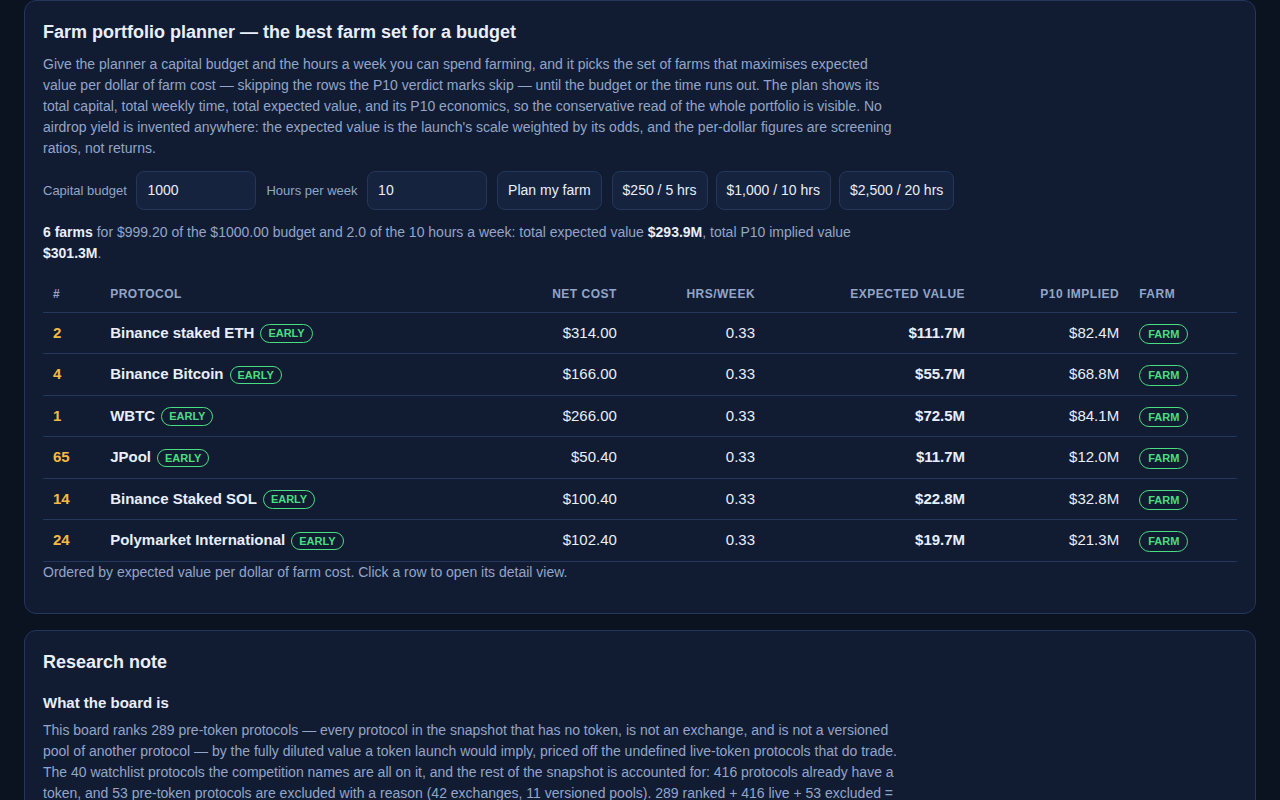 Farm portfolio planner — the best farm set for a budget
Give the planner a capital budget and the hours a week you can spend farming, and it picks the set of farms that maximises expected
value per dollar of farm cost — skipping the rows the P10 verdict marks skip — until the budget or the time runs out. The plan shows its
total capital, total weekly time, total expected value, and its P10 economics, so the conservative read of the whole portfolio is visible. No
airdrop yield is invented anywhere: the expected value is the launch's scale weighted by its odds, and the per-dollar figures are screening
ratios, not returns.
Capital budget 1000 Hours per week 10 Plan my farm $250 / 5 hrs $1,000 / 10 hrs $2,500 / 20 hrs
6 farms for $999.20 of the $1000.00 budget and 2.0 of the 10 hours a week: total expected value $293.9M, total P10 implied value
$301.3M.
# PROTOCOL NET COST HRS/WEEK EXPECTED VALUE P10 IMPLIED FARM
2 Binance staked ETH EARLY $314.00 0.33 $111.7M $82.4M FARM
4 Binance Bitcoin EARLY $166.00 0.33 $55.7M $68.8M FARM
1 WBTC EARLY $266.00 0.33 $72.5M $84.1M FARM
65 JPool EARLY $50.40 0.33 $11.7M $12.0M FARM
14 Binance Staked SOL EARLY $100.40 0.33 $22.8M $32.8M FARM
24 Polymarket International EARLY $102.40 0.33 $19.7M $21.3M FARM
Ordered by expected value per dollar of farm cost. Click a row to open its detail view.
Research note
What the board is
This board ranks 289 pre-token protocols — every protocol in the snapshot that has no token, is not an exchange, and is not a versioned
pool of another protocol — by the fully diluted value a token launch would imply, priced off the undefined live-token protocols that do trade.
The 40 watchlist protocols the competition names are all on it, and the rest of the snapshot is accounted for: 416 protocols already have a
token, and 53 pre-token protocols are excluded with a reason (42 exchanges, 11 versioned pools). 289 ranked + 416 live + 53 excluded =